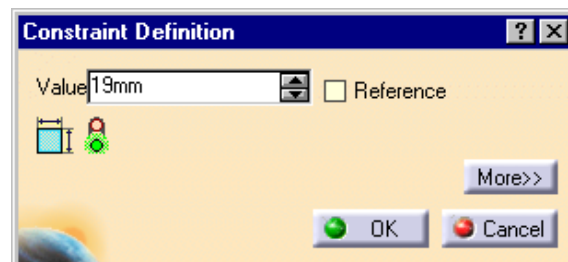 Constraint Definition
Value 19mm Reference
More>>
OK Cancel